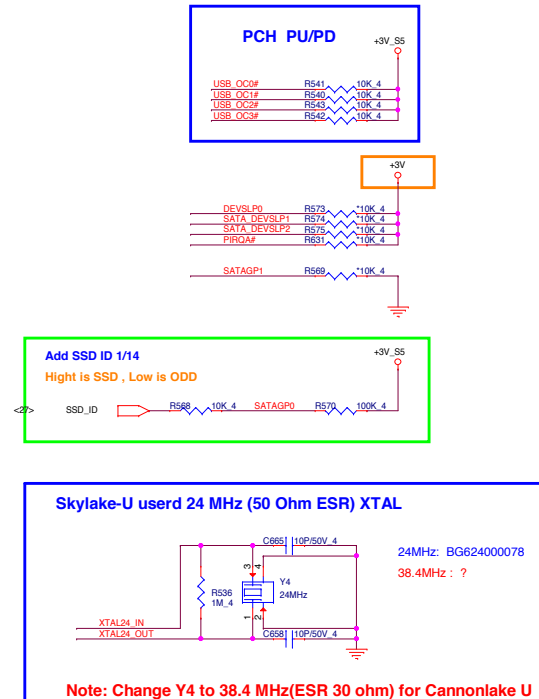 PCH PU/PD
+3V_S5
USB_OC0# R541 10K_4
USB_OC1# R540 10K_4
USB_OC2# R543 10K_4
USB_OC3# R542 10K_4
+3V
DEVSLP0 R573 *10K_4
SATA_DEVSLP1 R574 *10K_4
SATA_DEVSLP2 R575 *10K_4
PIRQA# R631 *10K_4
SATAGP1 R569 *10K_4
Add SSD ID 1/14
+3V_S5
Hight is SSD , Low is ODD
<27> SSD_ID R568 10K_4 SATAGP0 R570 100K_4
Skylake-U userd 24 MHz (50 Ohm ESR) XTAL
C665 10P/50V_4
24MHz: BG624000078
38.4MHz : ?
3 4
Y4
24MHz
R536
1M_4
1 2
XTAL24_IN
XTAL24_OUT
C658 10P/50V_4
Note: Change Y4 to 38.4 MHz(ESR 30 ohm) for Cannonlake U